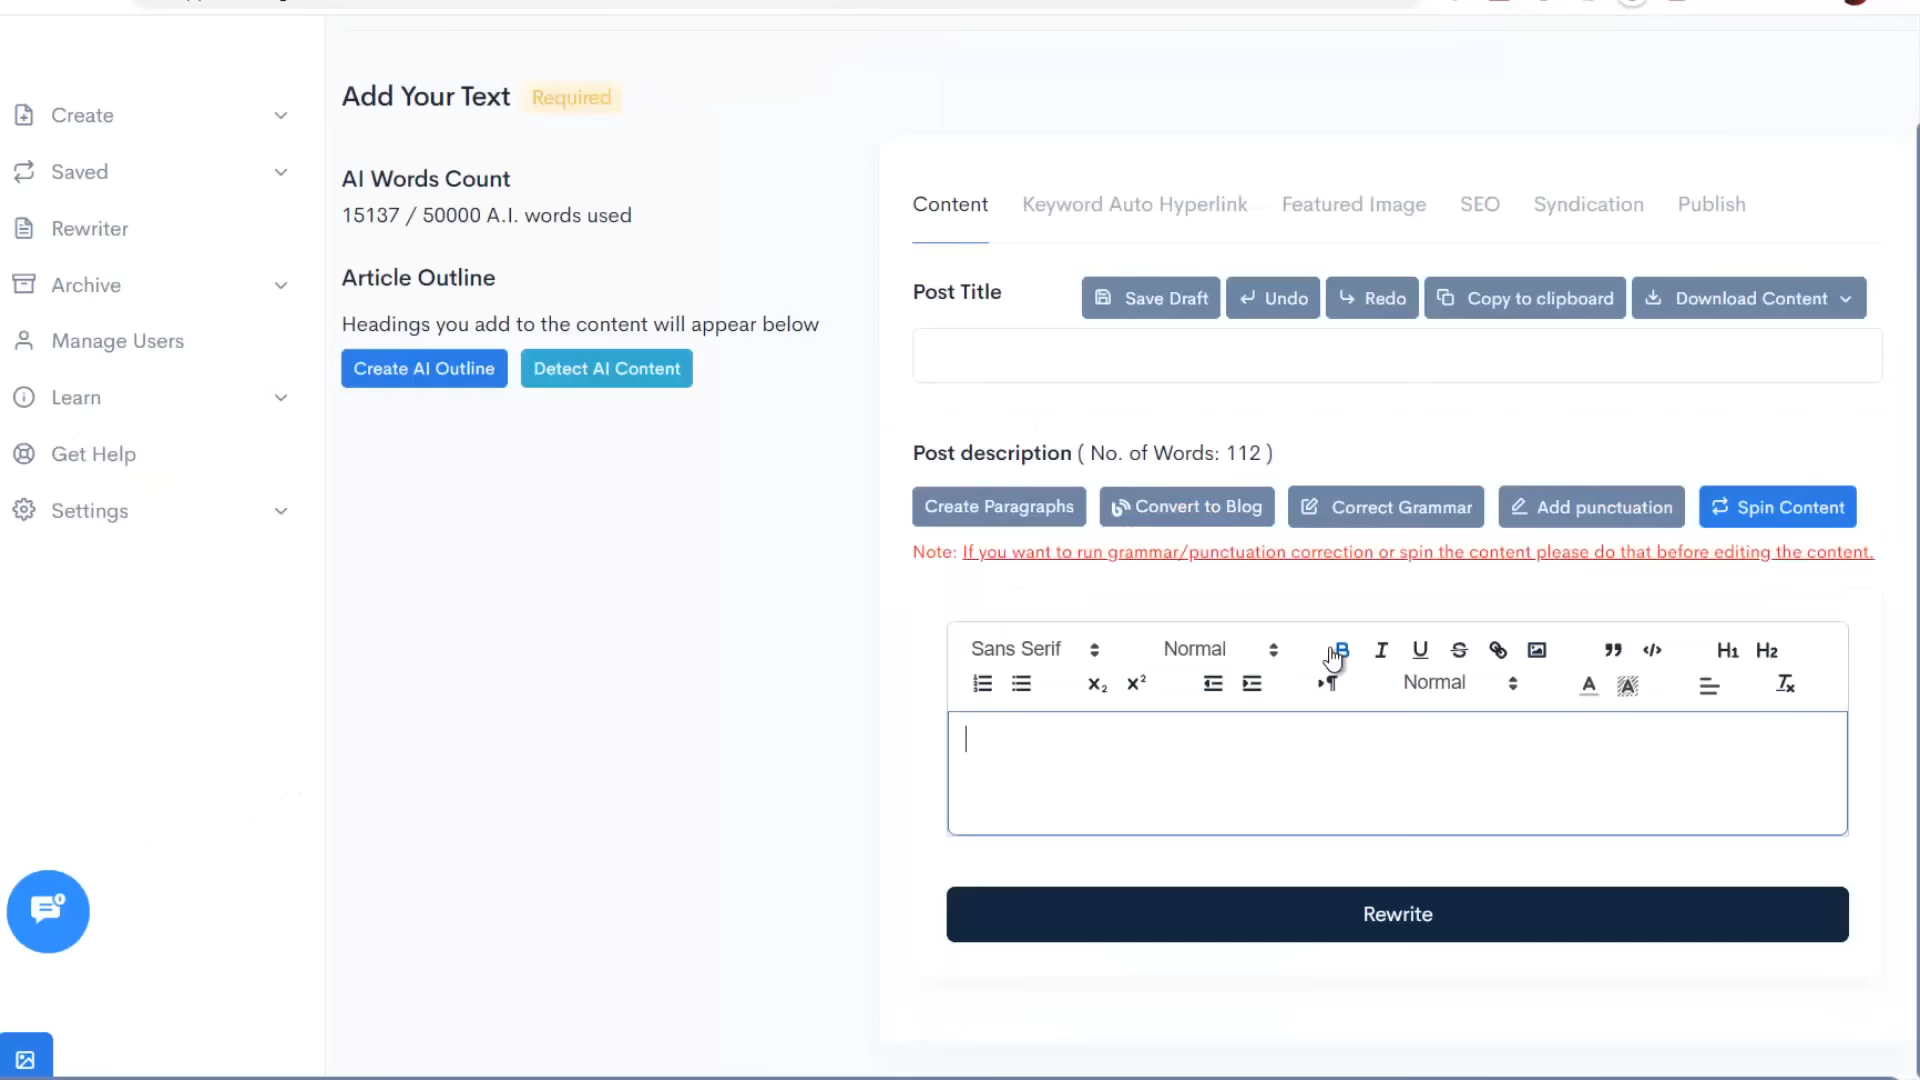 Create
Saved
Rewriter
Archive
Manage Users
Learn
Get Help
Settings
Add Your Text Required
AI Words Count
15137 / 50000 A.I. words used
Article Outline
Headings you add to the content will appear below
Create AI Outline Detect AI Content
Content Keyword Auto Hyperlink Featured Image SEO Syndication Publish
Post Title Save Draft Undo Redo Copy to clipboard Download Content
Post description ( No. of Words: 112 )
Create Paragraphs Convert to Blog Correct Grammar Add punctuation Spin Content
Note: If you want to run grammar/punctuation correction or spin the content please do that before editing the content.
Sans Serif Normal B I U S H1 H2
X2 X2 Normal A A Tx
Rewrite